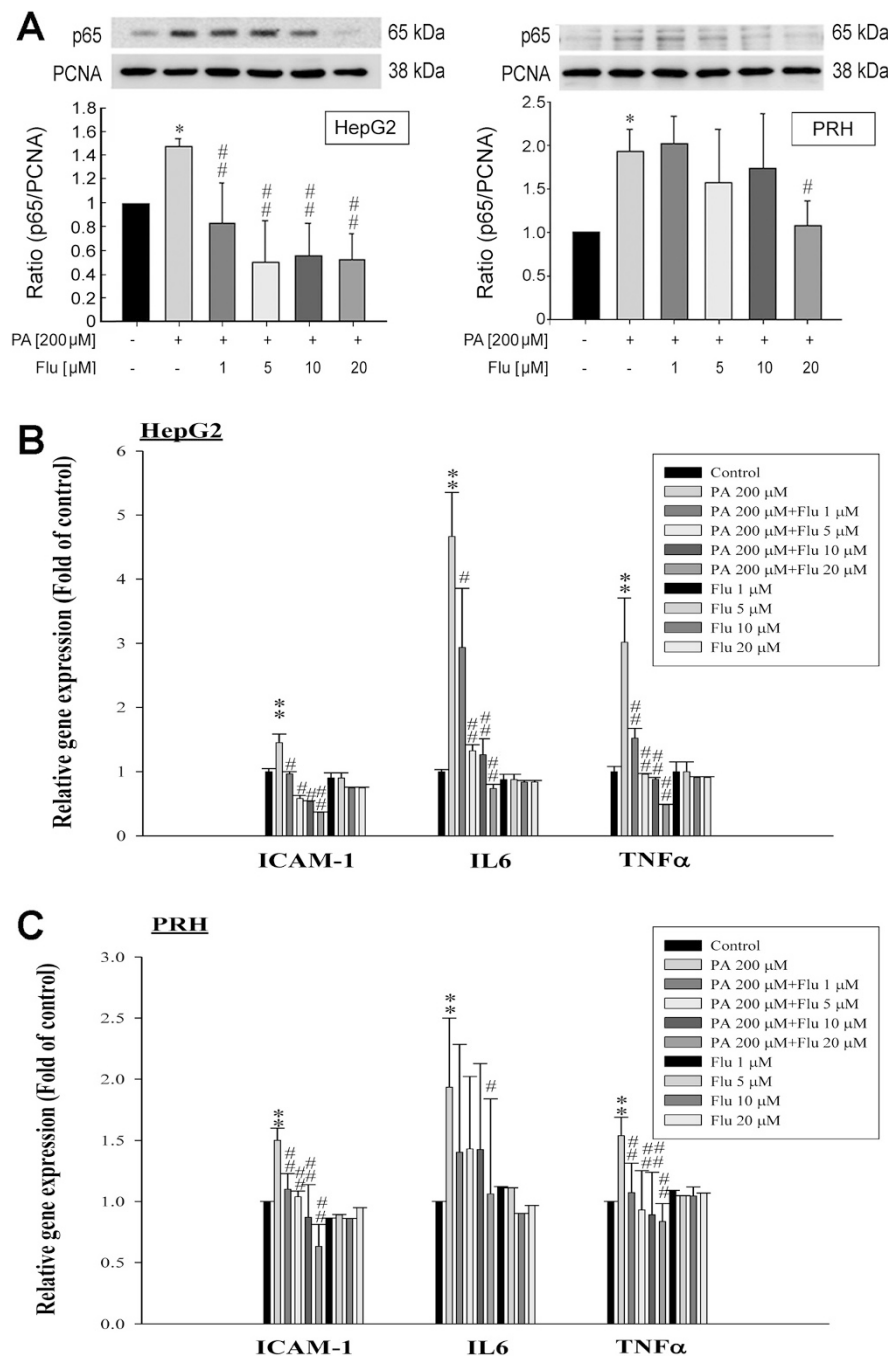 A
p65 65 kDa
PCNA 38 kDa
HepG2
Ratio (p65/PCNA)
1.8
1.6
1.4
1.2
1
0.8
0.6
0.4
0.2
0
*
##
##
##
##
PA [200 µM] - + + + + +
Flu [µM] - - 1 5 10 20
p65 65 kDa
PCNA 38 kDa
PRH
Ratio (p65/PCNA)
2.5
2.0
1.5
1.0
0.5
0.0
*
#
- + + + + +
- - 1 5 10 20
B
HepG2
Relative gene expression (Fold of control)
6
5
4
3
2
1
0
** # # # ##
** # ## ## ##
** ## ## ## ##
ICAM-1 IL6 TNFα
Control
PA 200 µM
PA 200 µM+Flu 1 µM
PA 200 µM+Flu 5 µM
PA 200 µM+Flu 10 µM
PA 200 µM+Flu 20 µM
Flu 1 µM
Flu 5 µM
Flu 10 µM
Flu 20 µM
C
PRH
Relative gene expression (Fold of control)
3.0
2.5
2.0
1.5
1.0
0.5
0.0
** ## ## ## ##
** #
** ## ## ## ##
ICAM-1 IL6 TNFα
Control
PA 200 µM
PA 200 µM+Flu 1 µM
PA 200 µM+Flu 5 µM
PA 200 µM+Flu 10 µM
PA 200 µM+Flu 20 µM
Flu 1 µM
Flu 5 µM
Flu 10 µM
Flu 20 µM